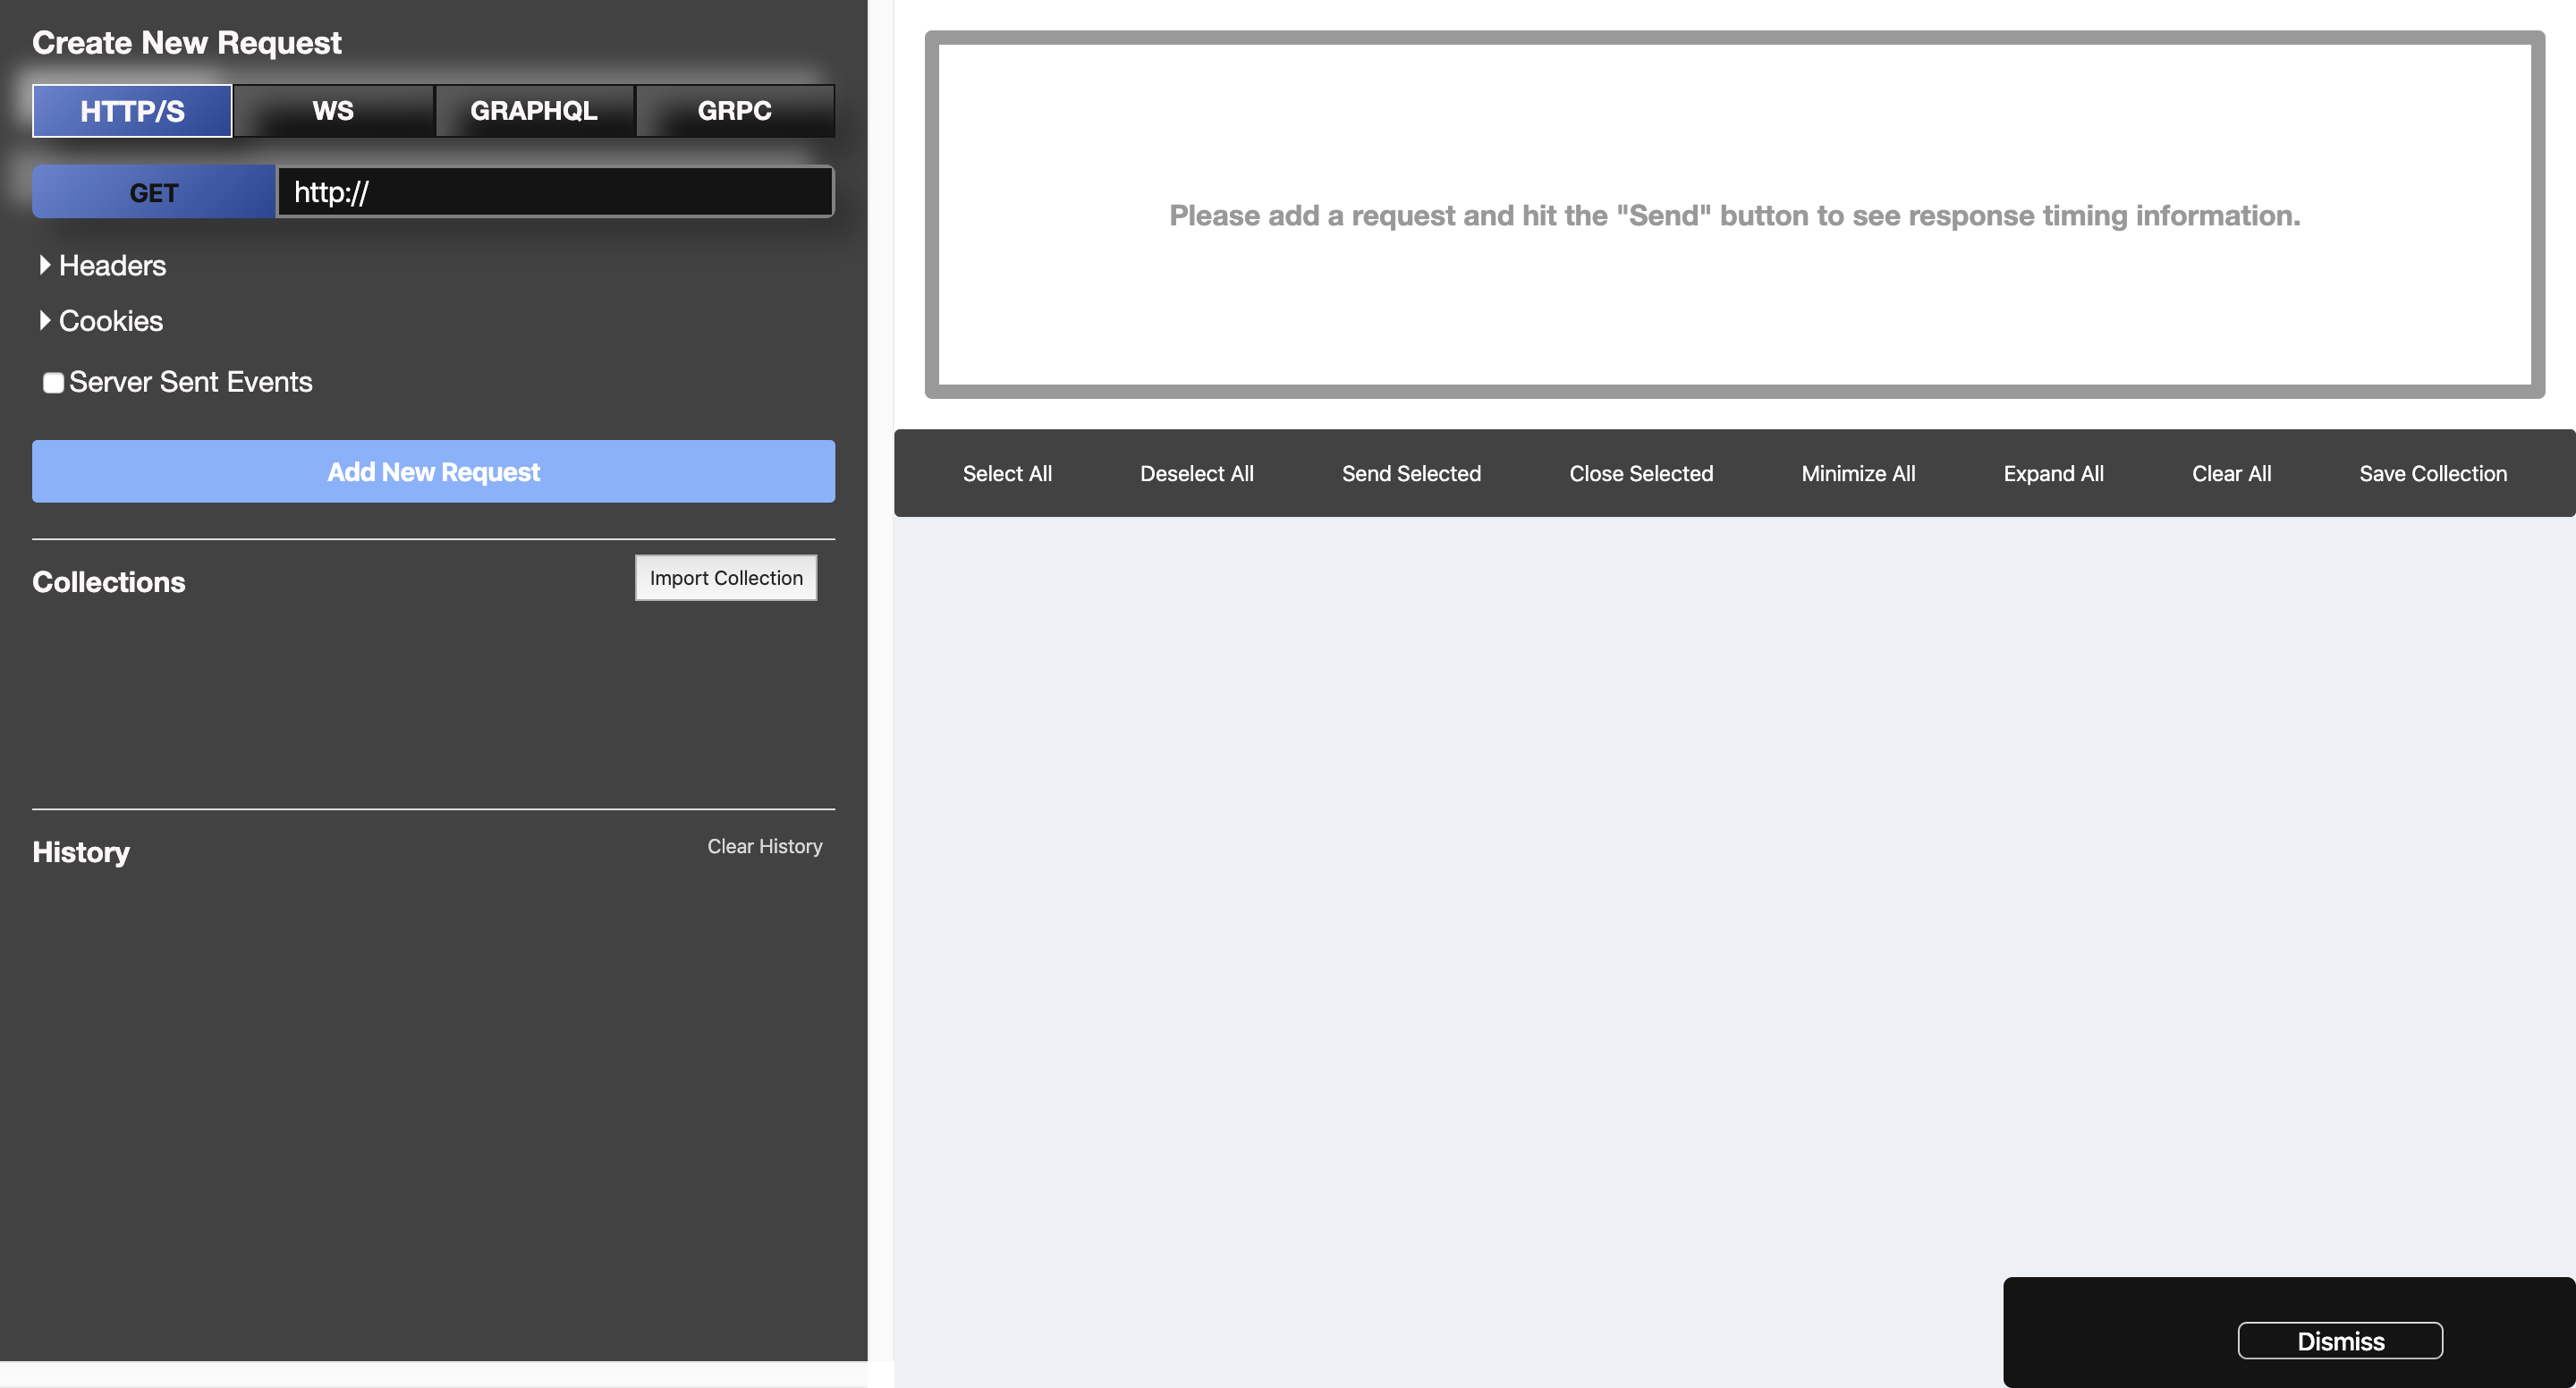 Create New Request
HTTP/S WS GRAPHQL GRPC
GET http://
Headers
Cookies
Server Sent Events
Add New Request
Collections Import Collection
History Clear History
Please add a request and hit the "Send" button to see response timing information.
Select All Deselect All Send Selected Close Selected Minimize All Expand All Clear All Save Collection
Dismiss